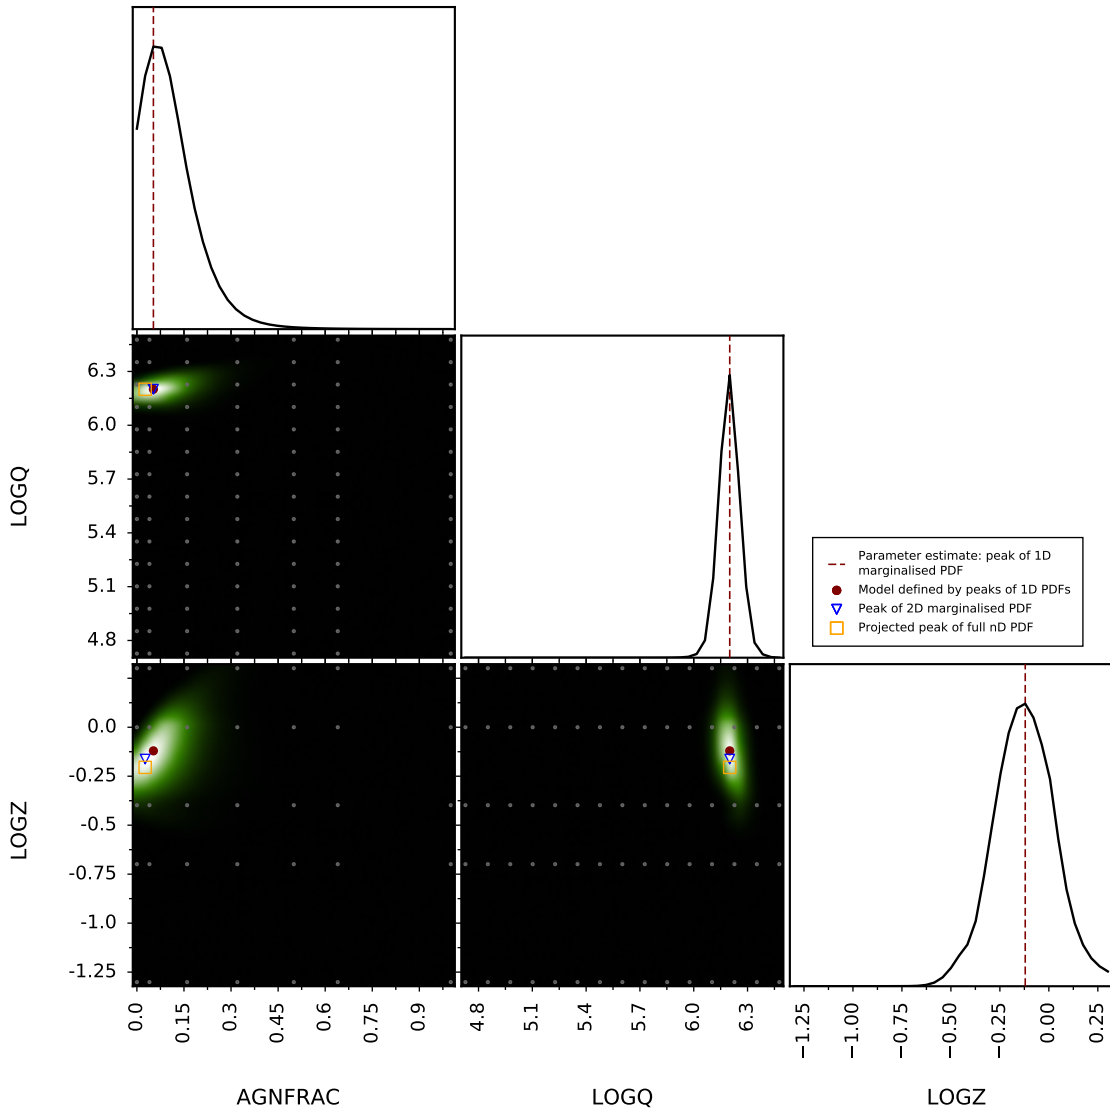 6.3
6.0
5.7
5.4
5.1
4.8
LOGQ
Parameter estimate: peak of 1D
marginalised PDF
Model defined by peaks of 1D PDFs
Peak of 2D marginalised PDF
Projected peak of full nD PDF
0.0
-0.25
-0.5
-0.75
-1.0
-1.25
LOGZ
0.0 0.15 0.3 0.45 0.6 0.75 0.9
4.8 5.1 5.4 5.7 6.0 6.3
−1.25 −1.00 −0.75 −0.50 −0.25 0.00 0.25
AGNFRAC LOGQ LOGZ